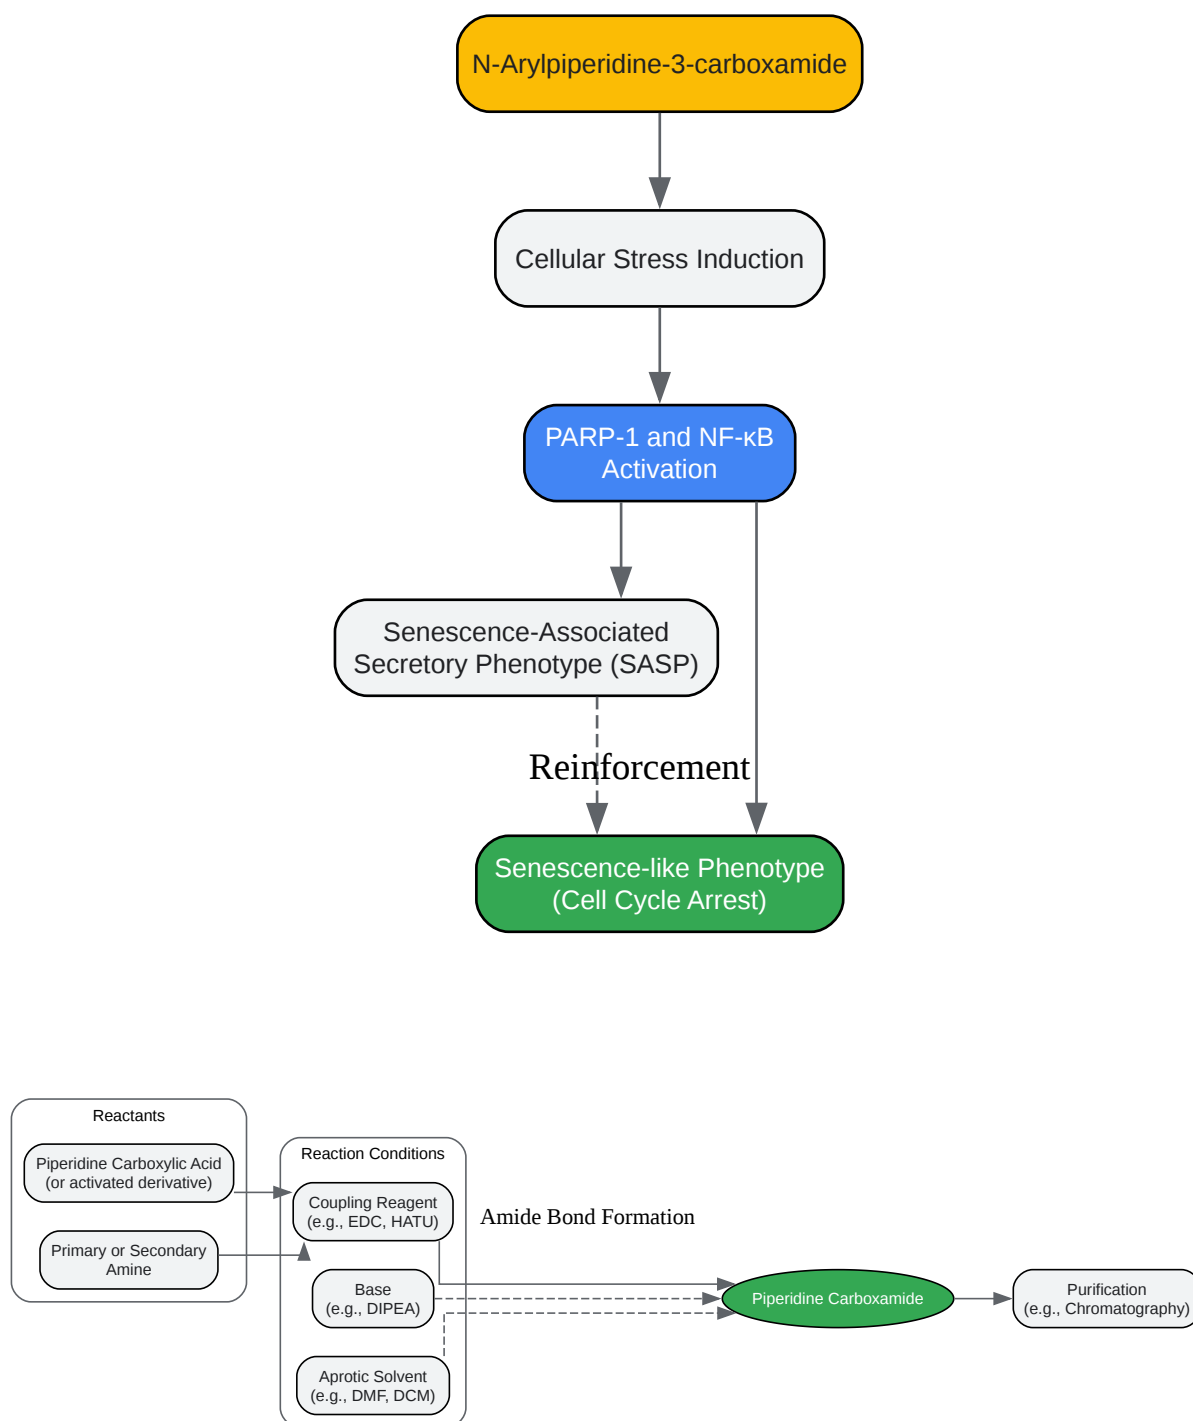 N-Arylpiperidine-3-carboxamide
Cellular Stress Induction
PARP-1 and NF-κB
Activation
Senescence-Associated
Secretory Phenotype (SASP)
Reinforcement
Senescence-like Phenotype
(Cell Cycle Arrest)
Reactants
Piperidine Carboxylic Acid
(or activated derivative)
Primary or Secondary
Amine
Reaction Conditions
Coupling Reagent
(e.g., EDC, HATU)
Base
(e.g., DIPEA)
Aprotic Solvent
(e.g., DMF, DCM)
Amide Bond Formation
Piperidine Carboxamide
Purification
(e.g., Chromatography)